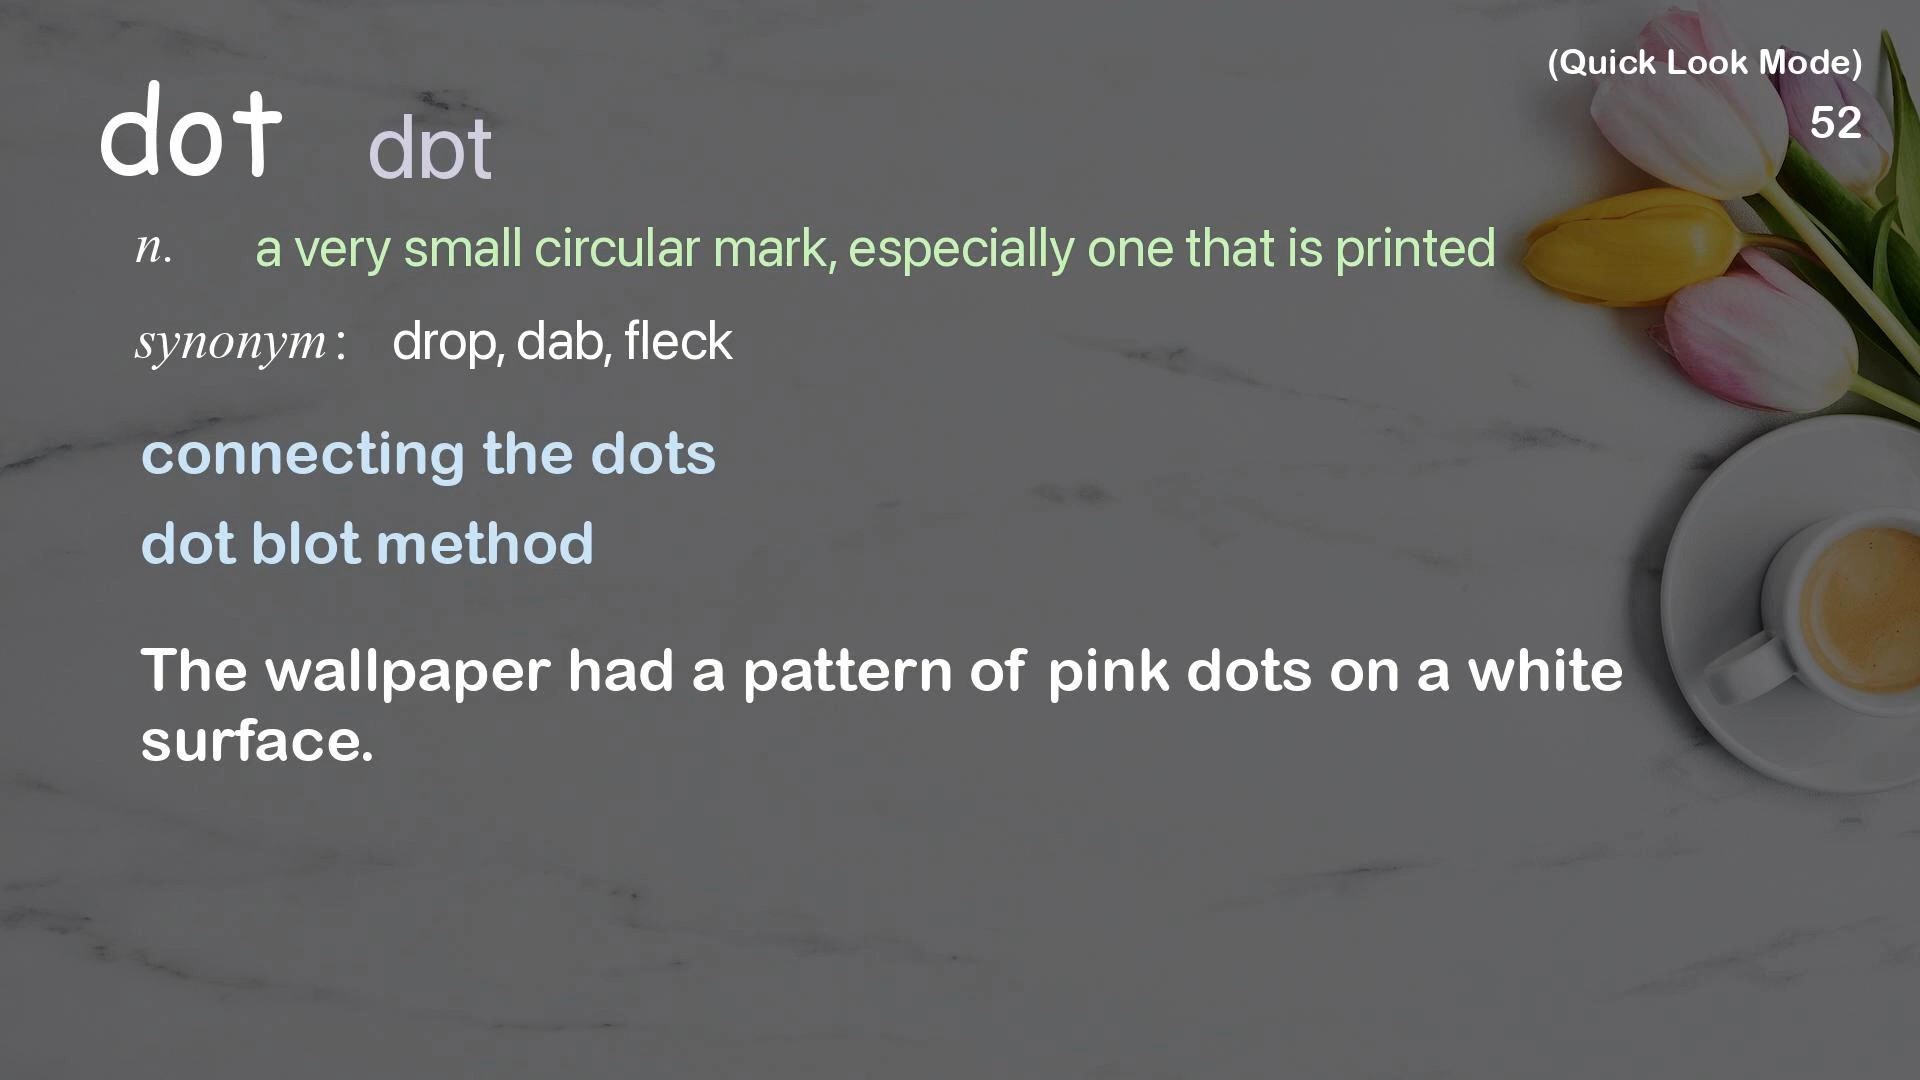 (Quick Look Mode)
52
dot dɒt
n. a very small circular mark, especially one that is printed
synonym: drop, dab, fleck
connecting the dots
dot blot method
The wallpaper had a pattern of pink dots on a white
surface.